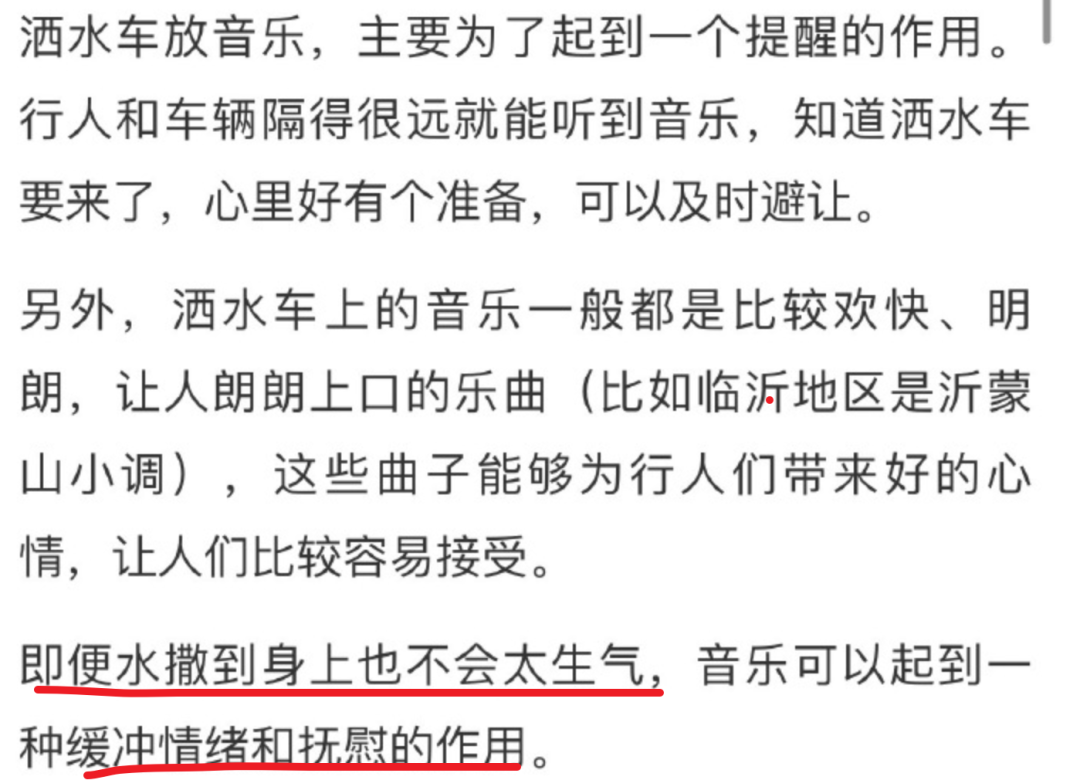 洒水车放音乐，主要为了起到一个提醒的作用。
行人和车辆隔得很远就能听到音乐，知道洒水车
要来了，心里好有个准备，可以及时避让。
另外，洒水车上的音乐一般都是比较欢快、明
朗，让人朗朗上口的乐曲（比如临沂地区是沂蒙
山小调），这些曲子能够为行人们带来好的心
情，让人们比较容易接受。
即便水撒到身上也不会太生气，音乐可以起到一
种缓冲情绪和抚慰的作用。